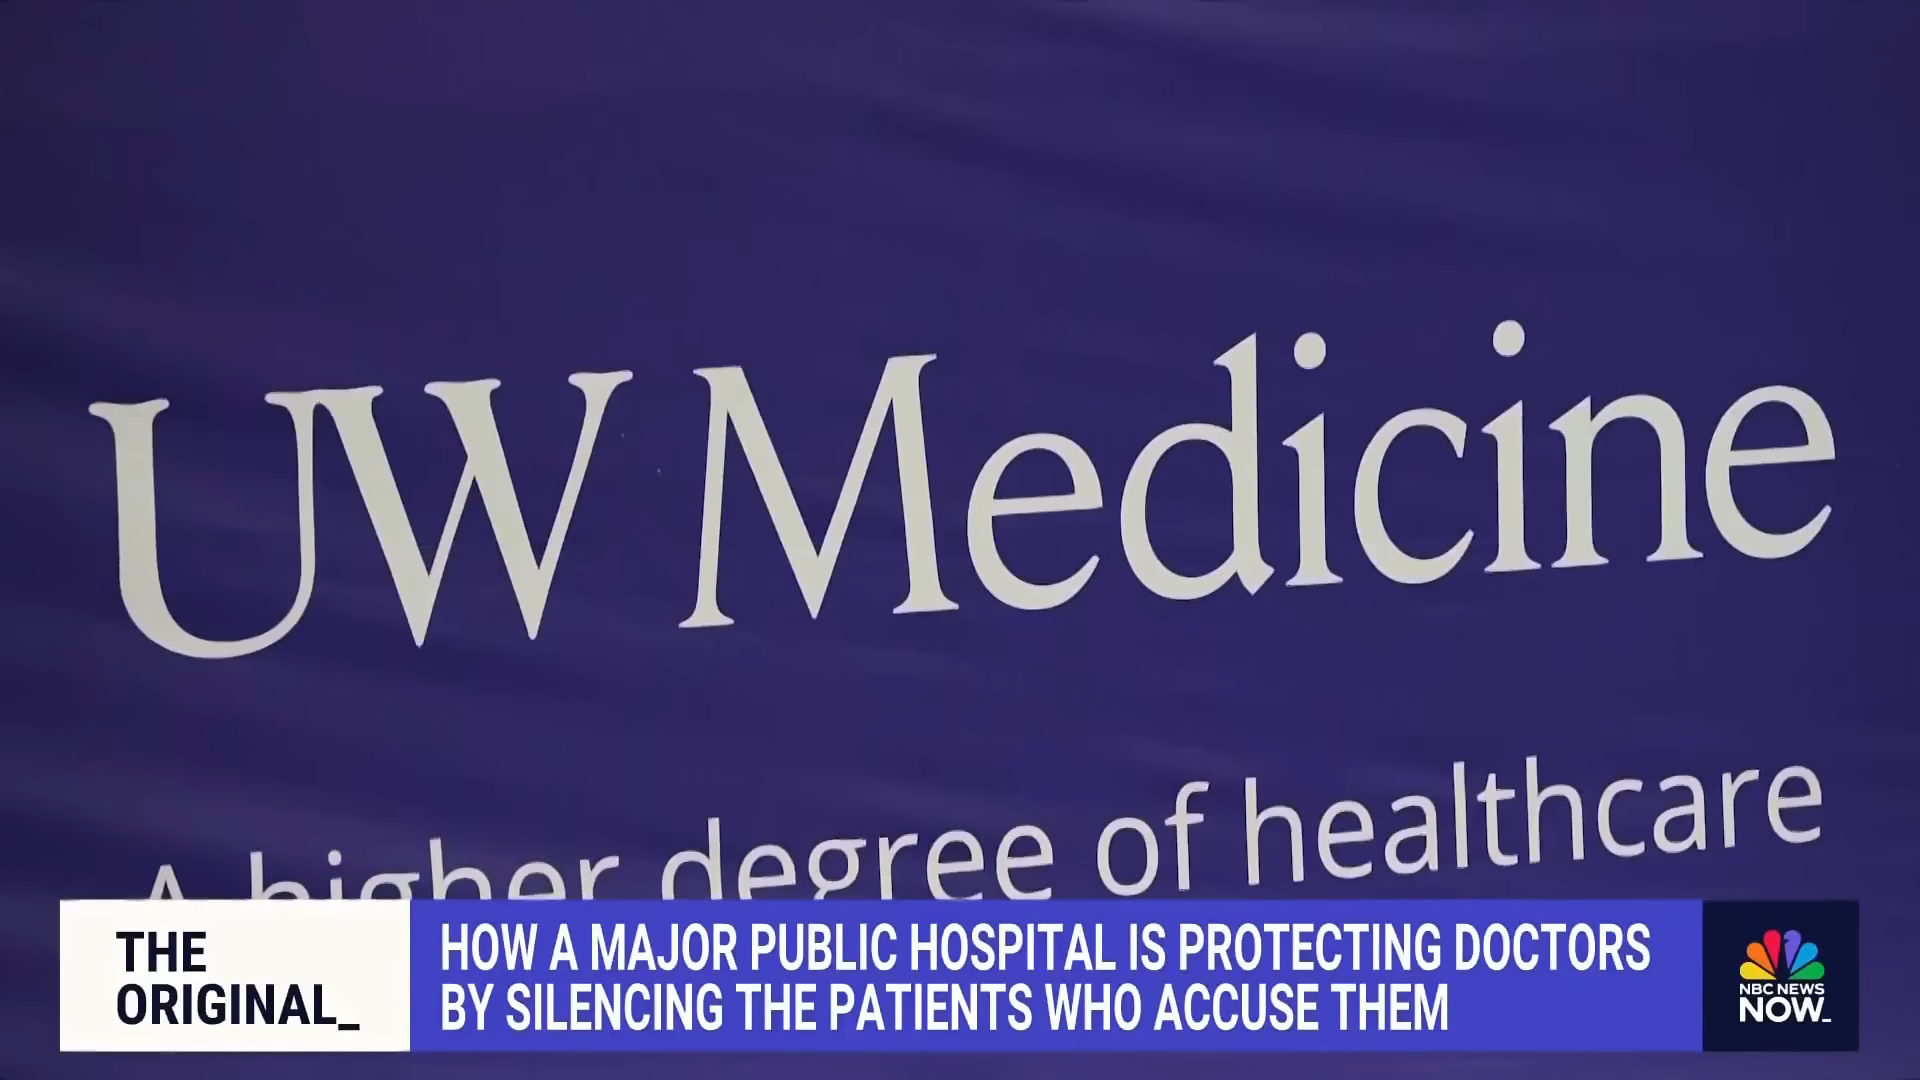 UW Medicine
A higher degree of healthcare
THE
ORIGINAL_
HOW A MAJOR PUBLIC HOSPITAL IS PROTECTING DOCTORS
BY SILENCING THE PATIENTS WHO ACCUSE THEM
NBC NEWS
NOW_